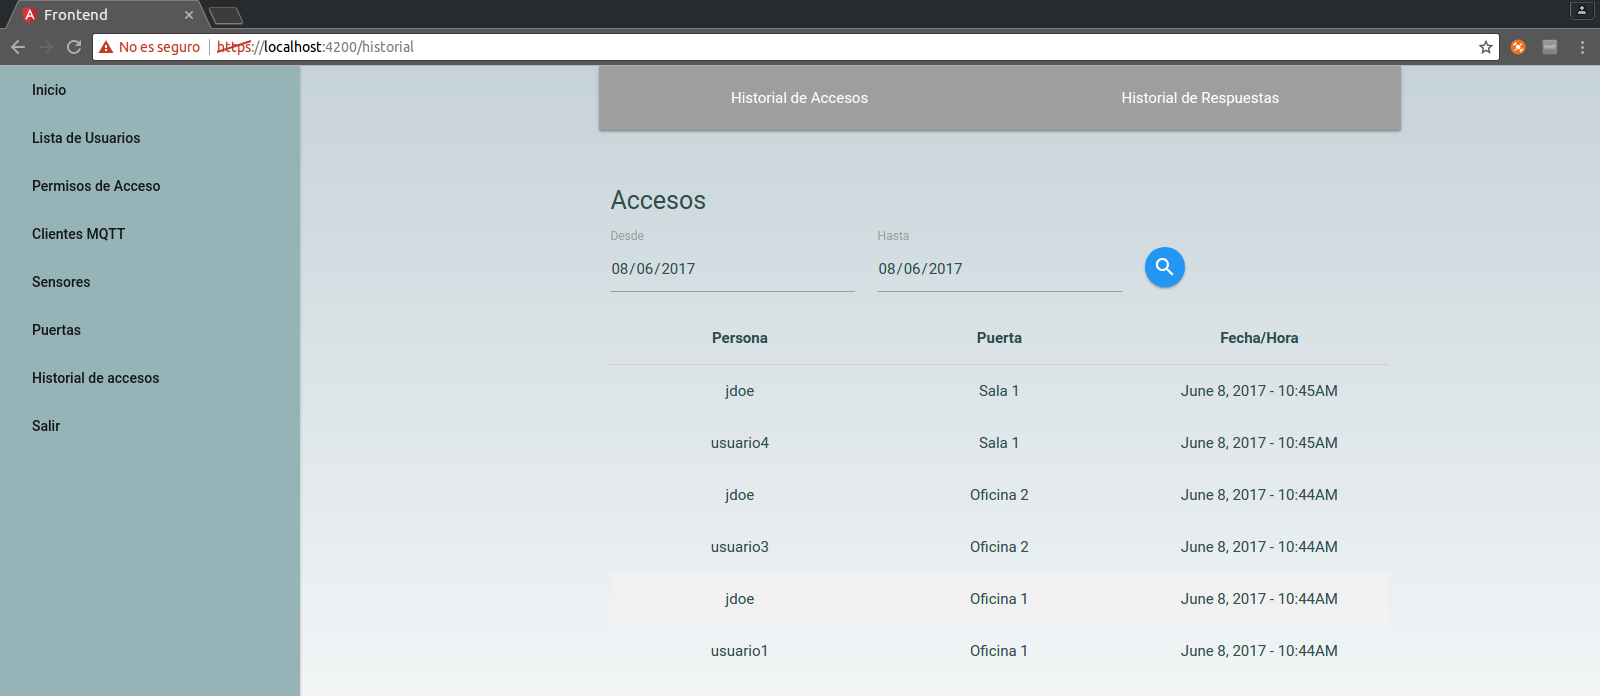 Frontend
No es seguro https://localhost:4200/historial
Inicio
Lista de Usuarios
Permisos de Acceso
Clientes MQTT
Sensores
Puertas
Historial de accesos
Salir
Historial de Accesos Historial de Respuestas
Accesos
Desde Hasta
08/06/2017 08/06/2017
Persona Puerta Fecha/Hora
jdoe Sala 1 June 8, 2017 - 10:45AM
usuario4 Sala 1 June 8, 2017 - 10:45AM
jdoe Oficina 2 June 8, 2017 - 10:44AM
usuario3 Oficina 2 June 8, 2017 - 10:44AM
jdoe Oficina 1 June 8, 2017 - 10:44AM
usuario1 Oficina 1 June 8, 2017 - 10:44AM